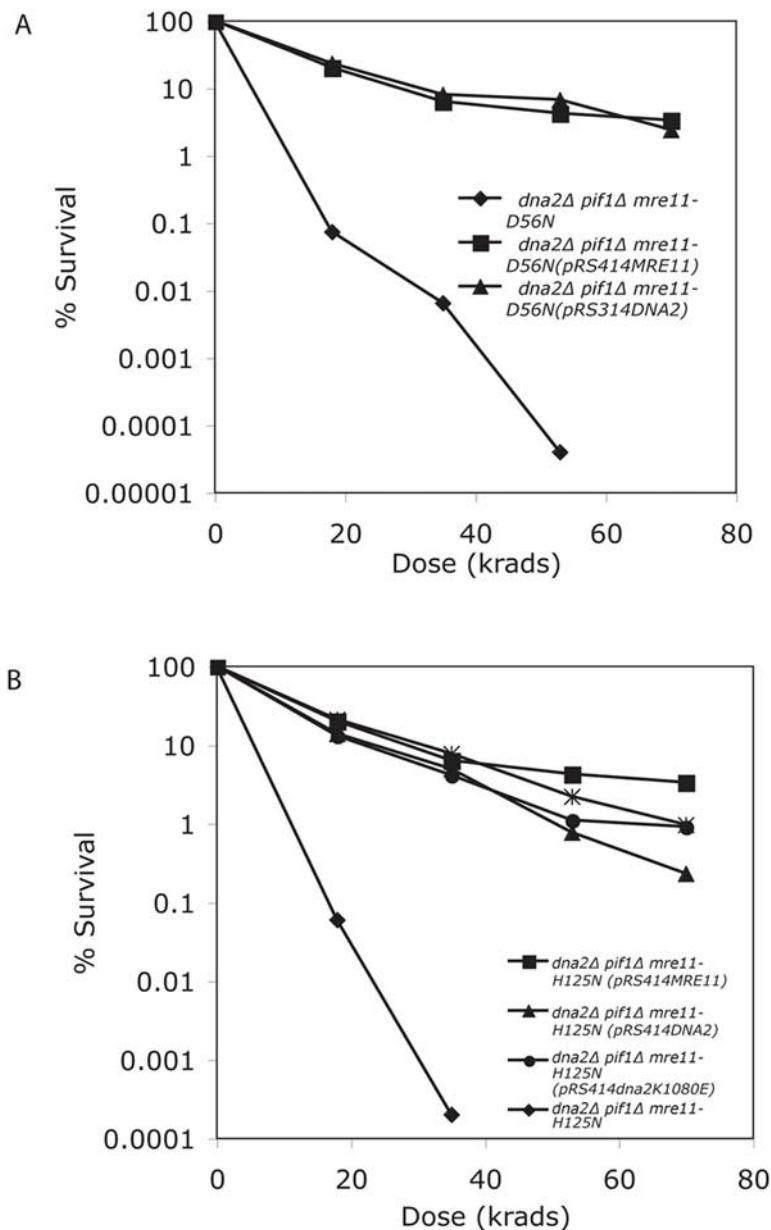 A
100
10
1
0.1
0.01
0.001
0.0001
0.00001
% Survival
dna2Δ pif1Δ mre11-
D56N
dna2Δ pif1Δ mre11-
D56N(pRS414MRE11)
dna2Δ pif1Δ mre11-
D56N(pRS314DNA2)
0 20 40 60 80
Dose (krads)
B
100
10
1
0.1
0.01
0.001
0.0001
% Survival
dna2Δ pif1Δ mre11-
H125N (pRS414MRE11)
dna2Δ pif1Δ mre11-
H125N (pRS414DNA2)
dna2Δ pif1Δ mre11-
H125N
(pRS414dna2K1080E)
dna2Δ pif1Δ mre11-
H125N
0 20 40 60 80
Dose (krads)